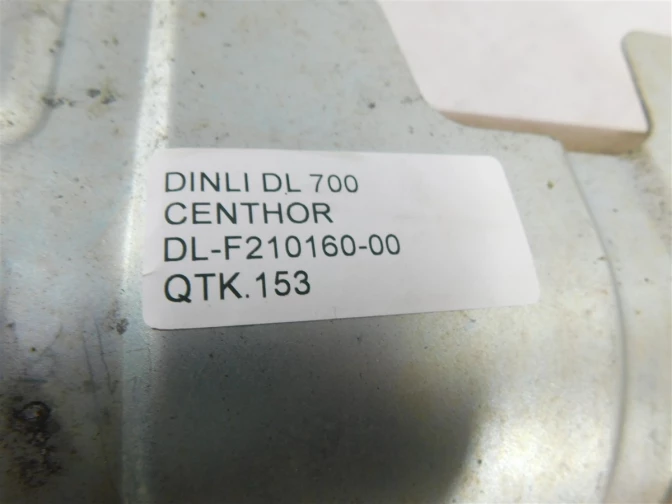 DINLI DL 700
CENTHOR
DL-F210160-00
QTK.153